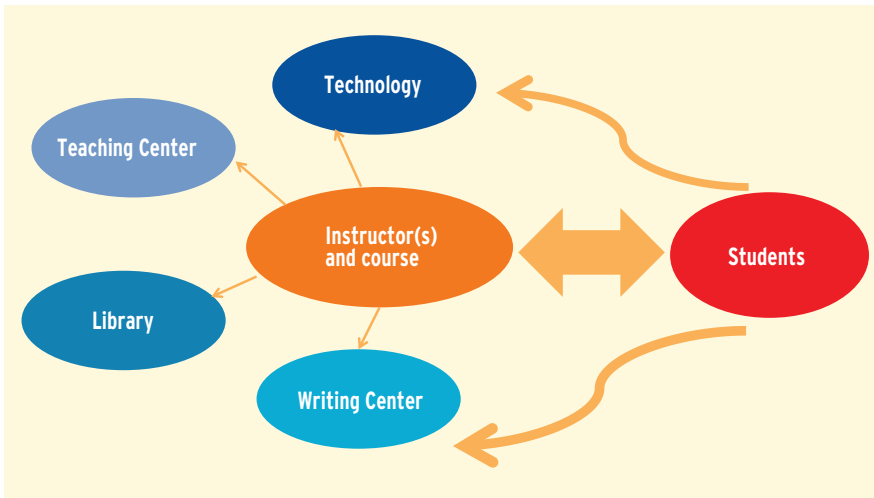 Technology
Teaching Center
Instructor(s)
and course
Students
Library
Writing Center